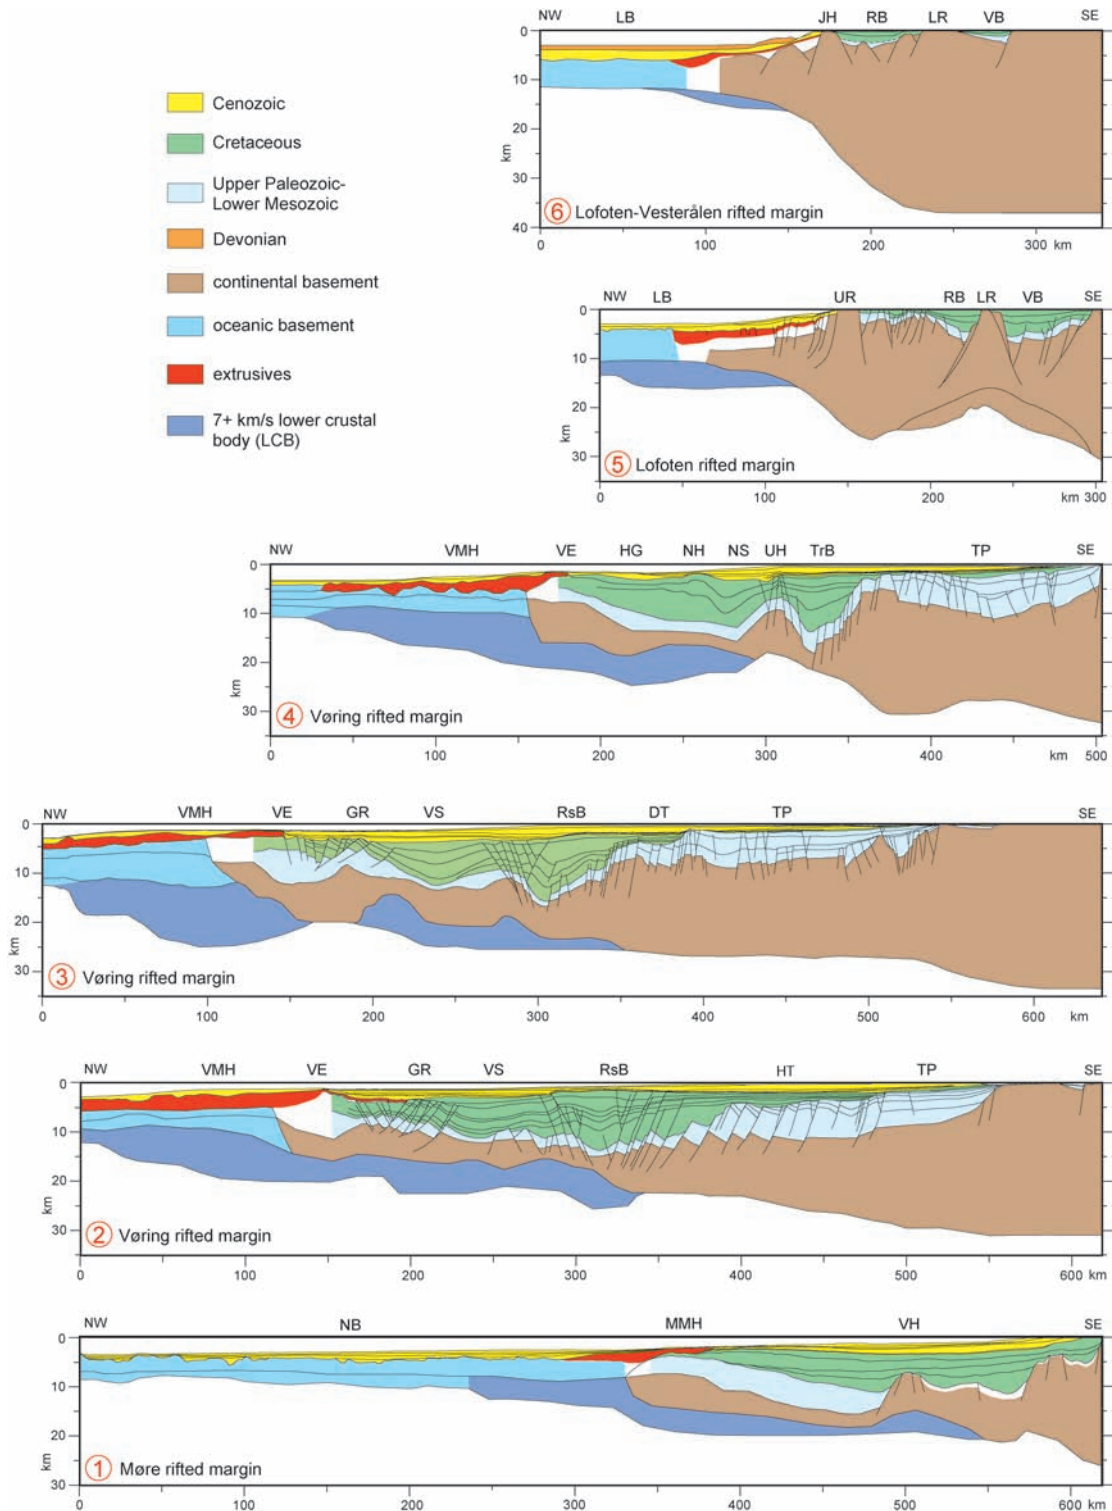 NW LB JH RB LR VB SE
0
10
20
30
40
km
6 Lofoten-Vesterålen rifted margin
0 100 200 300 km
Cenozoic
Cretaceous
Upper Paleozoic-
Lower Mesozoic
Devonian
continental basement
oceanic basement
extrusives
7+ km/s lower crustal
body (LCB)
NW LB UR RB LR VB SE
0
10
20
30
km
5 Lofoten rifted margin
0 100 200 km 300
NW VMH VE HG NH NS UH TrB TP SE
0
10
20
30
km
4 Vøring rifted margin
0 100 200 300 400 km 500
NW VMH VE GR VS RsB DT TP SE
0
10
20
30
km
3 Vøring rifted margin
0 100 200 300 400 500 600 km
NW VMH VE GR VS RsB HT TP SE
0
10
20
30
km
2 Vøring rifted margin
0 100 200 300 400 500 600 km
NW NB MMH VH SE
0
10
20
30
km
1 Møre rifted margin
0 100 200 300 400 500 600 km